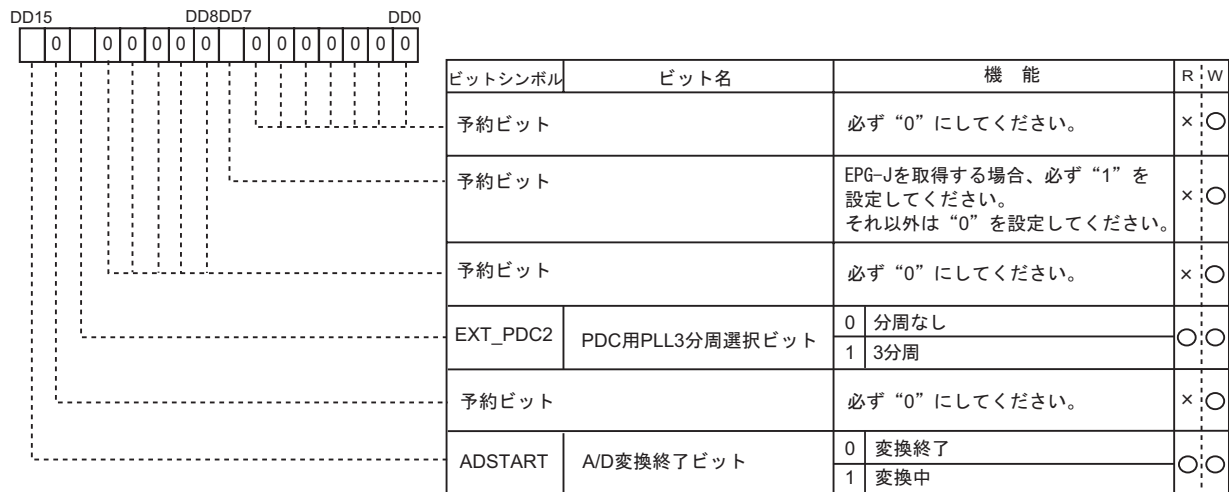 DD15 DD8DD7 DD0
0 0 0 0 0 0 0 0 0 0 0 0 0
ビットシンボル ビット名 機 能 R W
予約ビット 必ず“0”にしてください。 × ○
予約ビット EPG-Jを取得する場合、必ず“1”を
設定してください。
それ以外は“0”を設定してください。 × ○
予約ビット 必ず“0”にしてください。 × ○
EXT_PDC2 PDC用PLL3分周選択ビット 0 分周なし ○ ○
1 3分周
予約ビット 必ず“0”にしてください。 × ○
ADSTART A/D変換終了ビット 0 変換終了 ○ ○
1 変換中